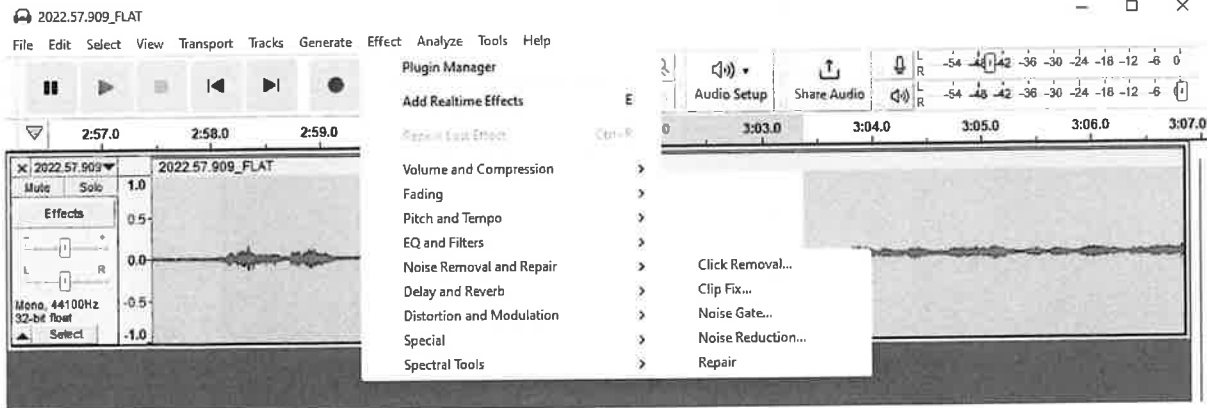 2022.57.909_FLAT
File Edit Select View Transport Tracks Generate Effect Analyze Tools Help
Plugin Manager
Add Realtime Effects E
Repeat Last Effect Ctrl+R
Audio Setup Share Audio
L R -54 -48 -42 -36 -30 -24 -18 -12 -6 0
L R -54 -48 -42 -36 -30 -24 -18 -12 -6
2:57.0 2:58.0 2:59.0 0 3:03.0 3:04.0 3:05.0 3:06.0 3:07.0
2022.57.909 2022.57.909_FLAT
Mute Solo 1.0
Effects
0.5
- +
0.0
L R
Mono, 44100Hz
-0.5
32-bit float
Select -1.0
Volume and Compression
Fading
Pitch and Tempo
EQ and Filters
Noise Removal and Repair
Delay and Reverb
Distortion and Modulation
Special
Spectral Tools
Click Removal...
Clip Fix...
Noise Gate...
Noise Reduction...
Repair